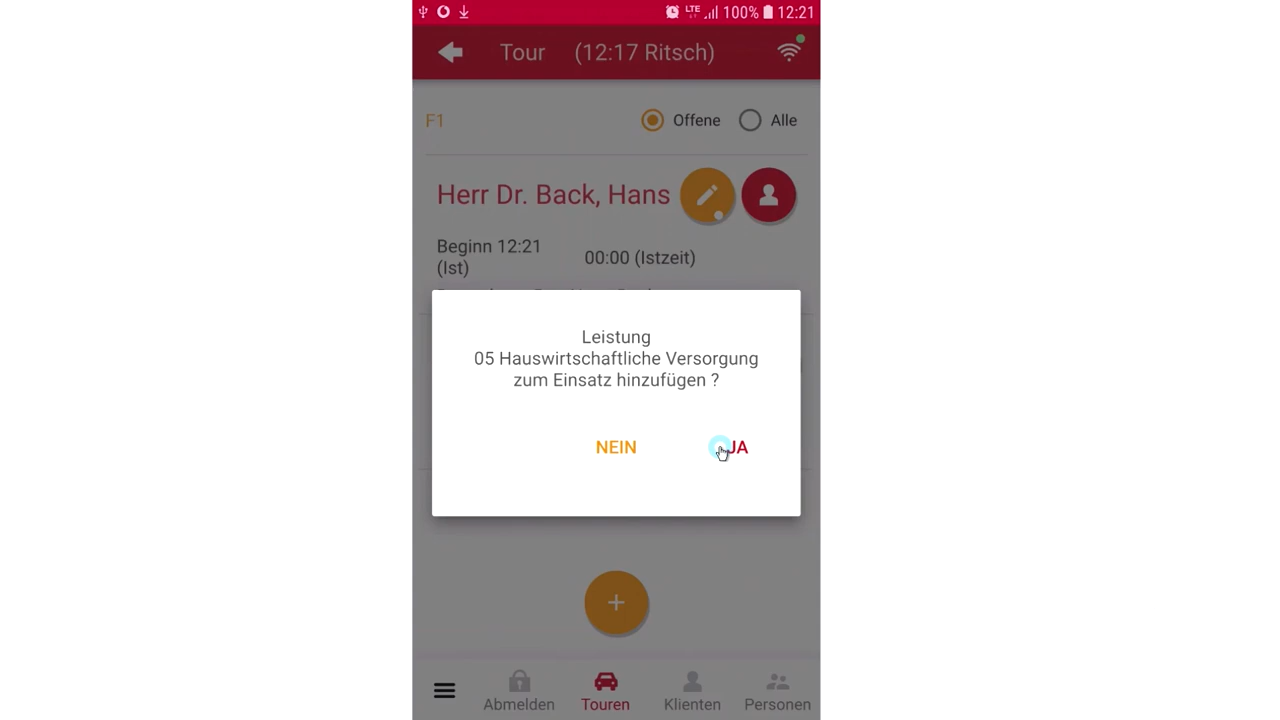 LTE 100% 12:21
Tour (12:17 Ritsch)
F1 Offene Alle
Herr Dr. Back, Hans
Beginn 12:21
(Ist)
00:00 (Istzeit)
Leistung
05 Hauswirtschaftliche Versorgung
zum Einsatz hinzufügen ?
NEIN JA
+
Abmelden Touren Klienten Personen